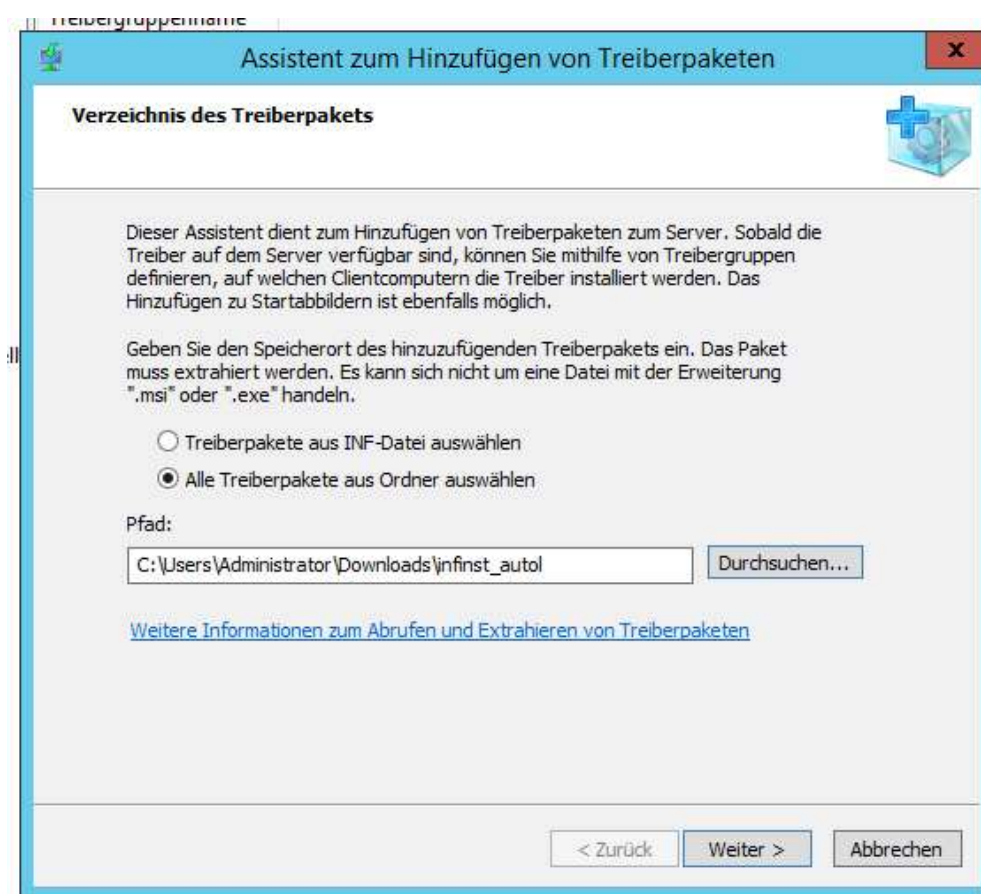 Treibergruppenname
Assistent zum Hinzufügen von Treiberpaketen
x
Verzeichnis des Treiberpakets
Dieser Assistent dient zum Hinzufügen von Treiberpaketen zum Server. Sobald die
Treiber auf dem Server verfügbar sind, können Sie mithilfe von Treibergruppen
definieren, auf welchen Clientcomputern die Treiber installiert werden. Das
Hinzufügen zu Startabbildern ist ebenfalls möglich.
Geben Sie den Speicherort des hinzuzufügenden Treiberpakets ein. Das Paket
muss extrahiert werden. Es kann sich nicht um eine Datei mit der Erweiterung
".msi" oder ".exe" handeln.
Treiberpakete aus INF-Datei auswählen
Alle Treiberpakete aus Ordner auswählen
Pfad:
C:\Users\Administrator\Downloads\infinst_autol
Durchsuchen...
Weitere Informationen zum Abrufen und Extrahieren von Treiberpaketen
< Zurück
Weiter >
Abbrechen